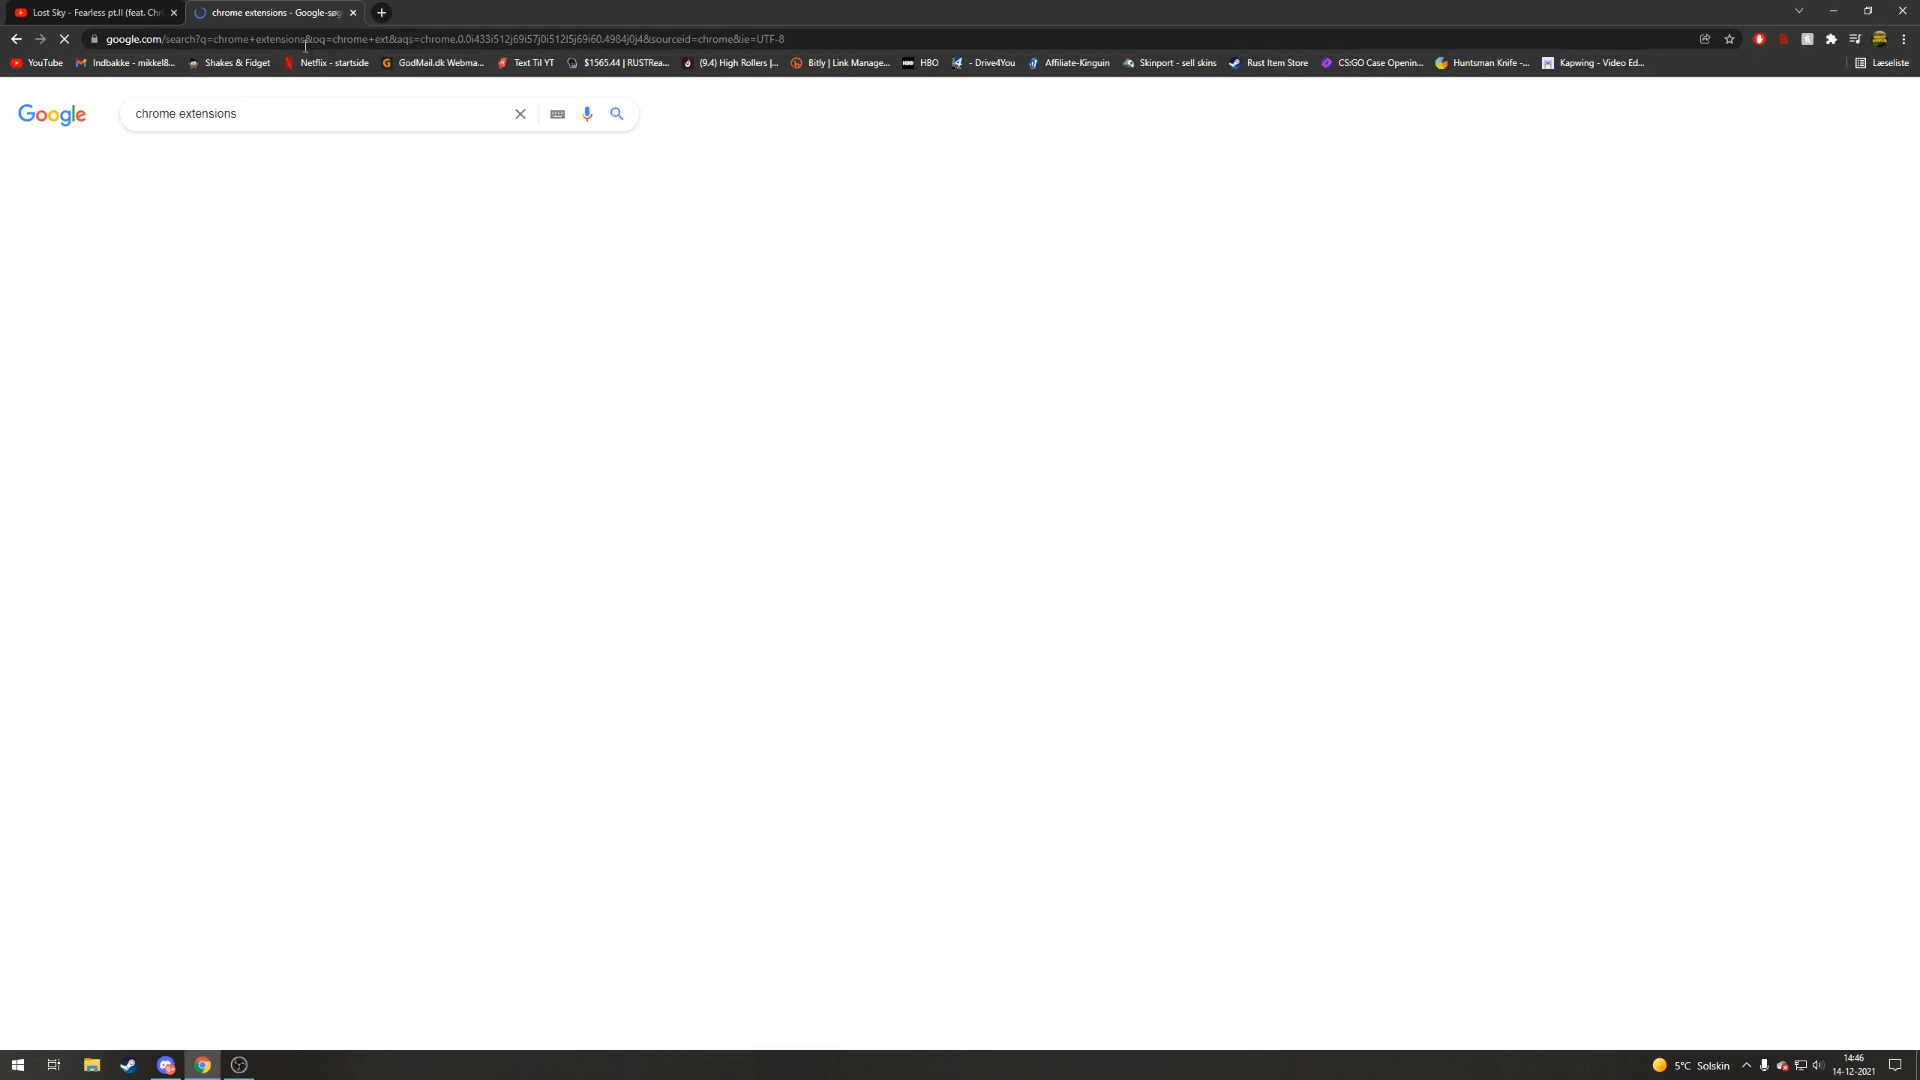 Lost Sky - Fearless pt.II (feat. Chri
chrome extensions - Google-søg
google.com/search?q=chrome+extensions&oq=chrome+ext&aqs=chrome.0.0i433i512j69i57j0i512l5j69i60.4984j0j4&sourceid=chrome&ie=UTF-8
YouTube
Indbakke - mikkel8...
Shakes & Fidget
Netflix - startside
GodMail.dk Webma...
Text Til YT
$1565.44 | RUSTRea...
(9.4) High Rollers |...
Bitly | Link Manage...
HBO
- Drive4You
Affiliate-Kinguin
Skinport - sell skins
Rust Item Store
CS:GO Case Openin...
Huntsman Knife -...
Kapwing - Video Ed...
Læseliste
Google
chrome extensions
5°C Solskin
14:46
14-12-2021